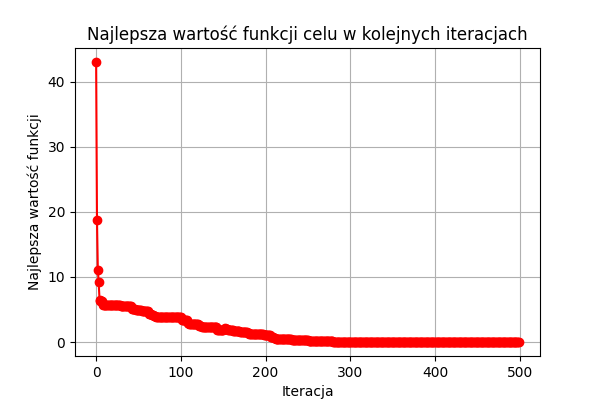 Najlepsza wartość funkcji celu w kolejnych iteracjach
Najlepsza wartość funkcji
40
30
20
10
0
0 100 200 300 400 500
Iteracja